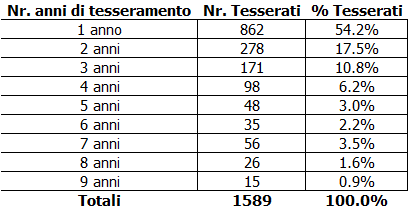 Nr. anni di tesseramento Nr. Tesserati % Tesserati
1 anno 862 54.2%
2 anni 278 17.5%
3 anni 171 10.8%
4 anni 98 6.2%
5 anni 48 3.0%
6 anni 35 2.2%
7 anni 56 3.5%
8 anni 26 1.6%
9 anni 15 0.9%
Totali 1589 100.0%